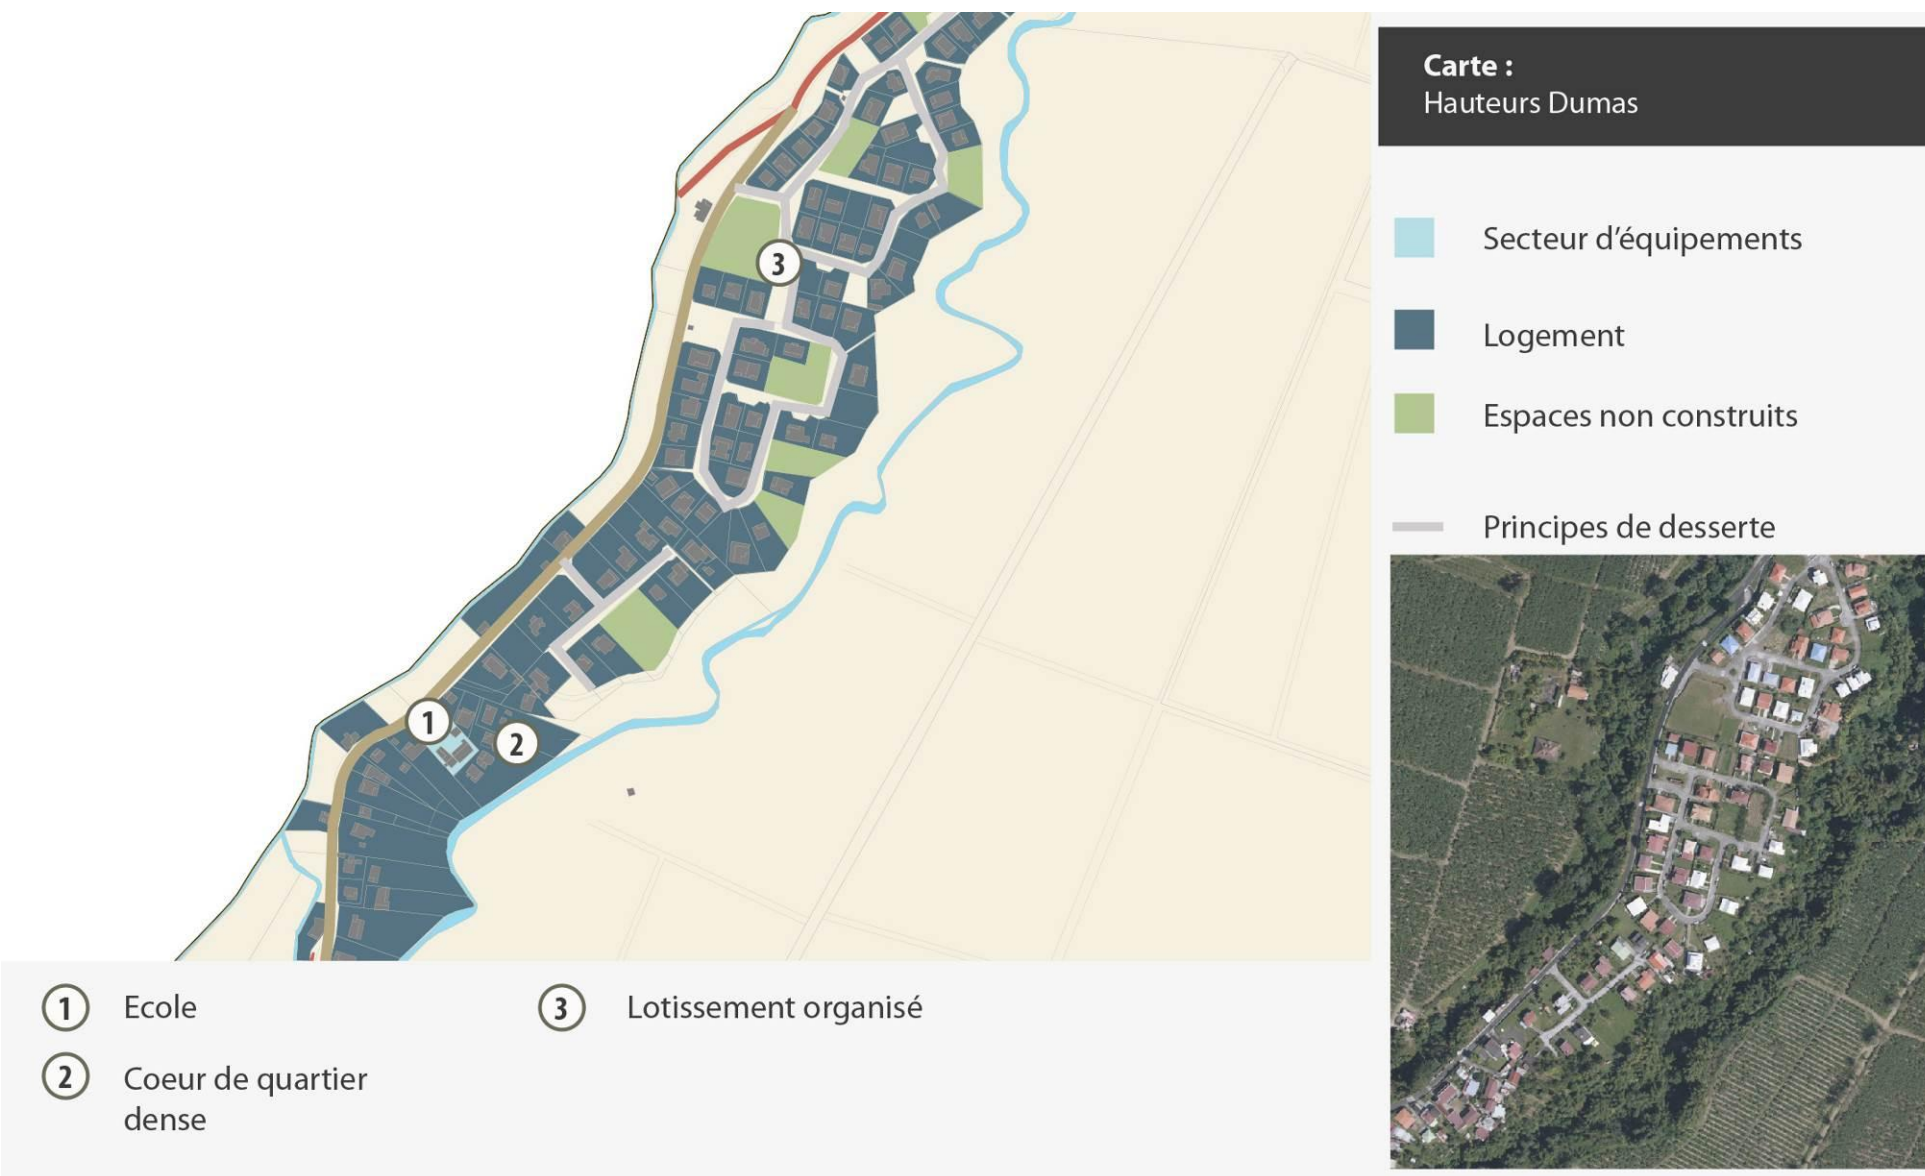 Carte :
Hauteurs Dumas
Secteur d’équipements
Logement
Espaces non construits
Principes de desserte
3
1
2
1 Ecole
2 Coeur de quartier
dense
3 Lotissement organisé